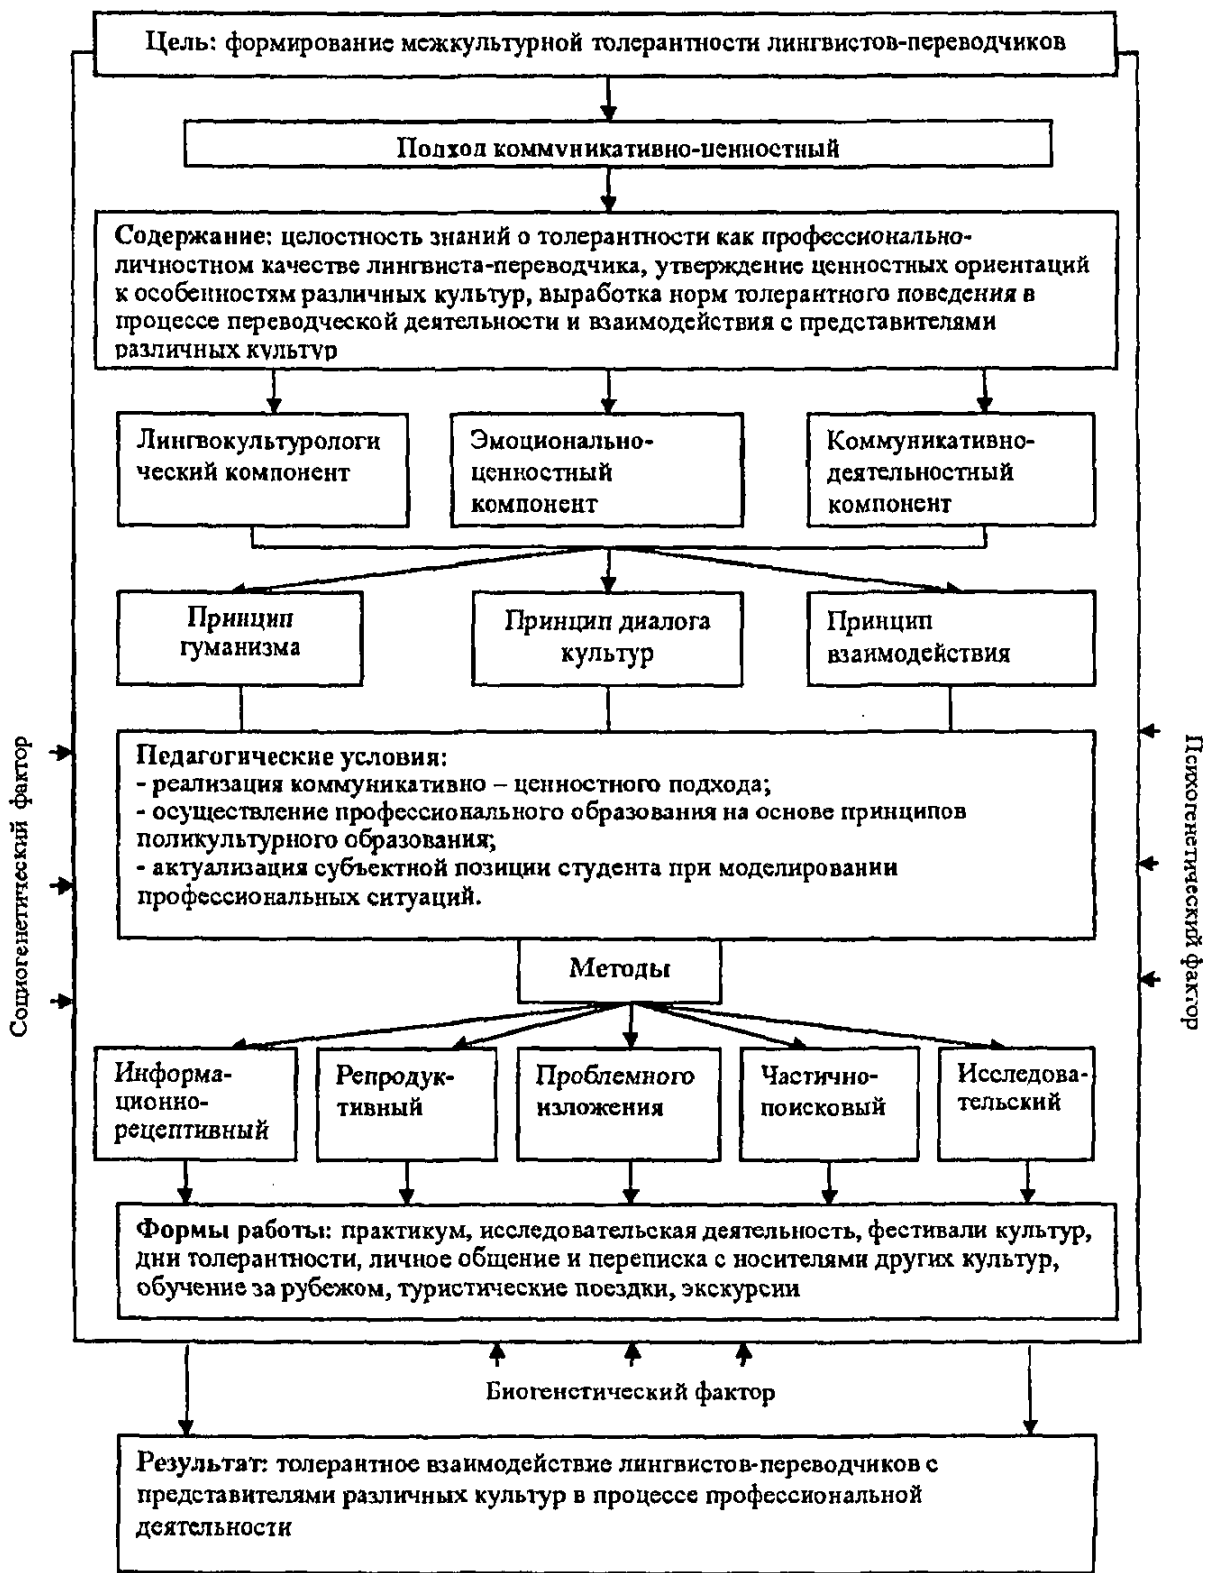 Цель: формирование межкультурной толерантности лингвистов-переводчиков
Подход коммуникативно-ценностный
Содержание: целостность знаний о толерантности как профессионально-
личностном качестве лингвиста-переводчика, утверждение ценностных ориентаций
к особенностям различных культур, выработка норм толерантного поведения в
процессе переводческой деятельности и взаимодействия с представителями
различных культур
Лингвокультурологи
ческий компонент
Эмоционально-
ценностный
компонент
Коммуникативно-
деятельностный
компонент
Принцип
гуманизма
Принцип диалога
культур
Принцип
взаимодействия
Социогенетический фактор
Психогенетический фактор
Педагогические условия:
- реализация коммуникативно – ценностного подхода;
- осуществление профессионального образования на основе принципов
поликультурного образования;
- актуализация субъектной позиции студента при моделировании
профессиональных ситуаций.
Методы
Информа-
ционно-
рецептивный
Репродук-
тивный
Проблемного
изложения
Частично-
поисковый
Исследова-
тельский
Формы работы: практикум, исследовательская деятельность, фестивали культур,
дни толерантности, личное общение и переписка с носителями других культур,
обучение за рубежом, туристические поездки, экскурсии
Биогенетический фактор
Результат: толерантное взаимодействие лингвистов-переводчиков с
представителями различных культур в процессе профессиональной
деятельности